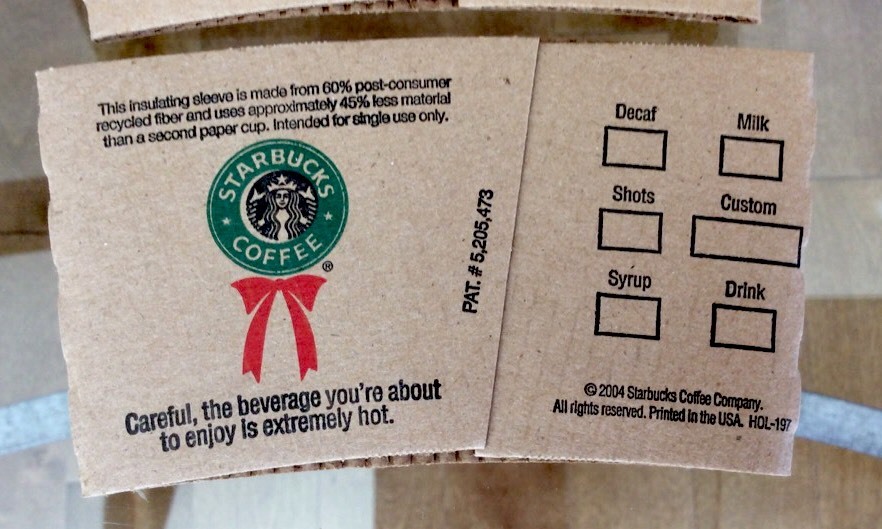 This insulating sleeve is made from 60% post-consumer
recycled fiber and uses approximately 45% less material
than a second paper cup. Intended for single use only.
STARBUCKS
COFFEE
®
Careful, the beverage you're about
to enjoy is extremely hot.
PAT. # 5,205,473
Decaf
Milk
Shots
Custom
Syrup
Drink
© 2004 Starbucks Coffee Company.
All rights reserved. Printed in the USA. HOL-197